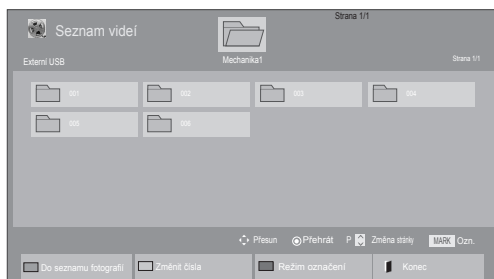 Strana 1/1
Seznam videí
Externí USB
Mechanika1
Strana 1/1
001 002 003 004
005 006
Přesun Přehrát P Změna stránky MARK Ozn.
Do seznamu fotografií Změnit čísla Režim označení Konec